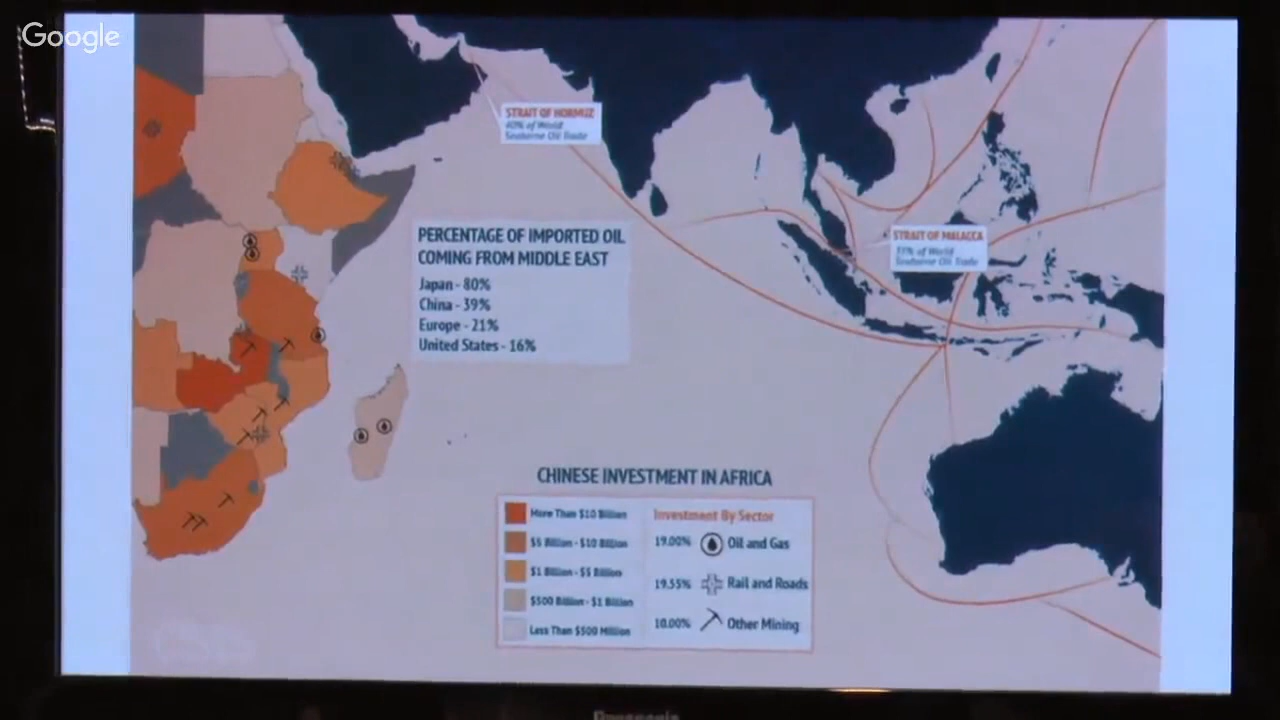 Google
STRAIT OF HORMUZ
40% of World
Seaborne Oil Trade
PERCENTAGE OF IMPORTED OIL
COMING FROM MIDDLE EAST
Japan - 80%
China - 39%
Europe - 21%
United States - 16%
STRAIT OF MALACCA
of World
Seaborne Oil Trade
CHINESE INVESTMENT IN AFRICA
More Than $10 Billion
$5 Billion - $10 Billion
$1 Billion - $5 Billion
$500 Billion - $1 Billion
Less Than $500 Million
Investment By Sector
19.00% Oil and Gas
Rail and Roads
10.00% Other Mining